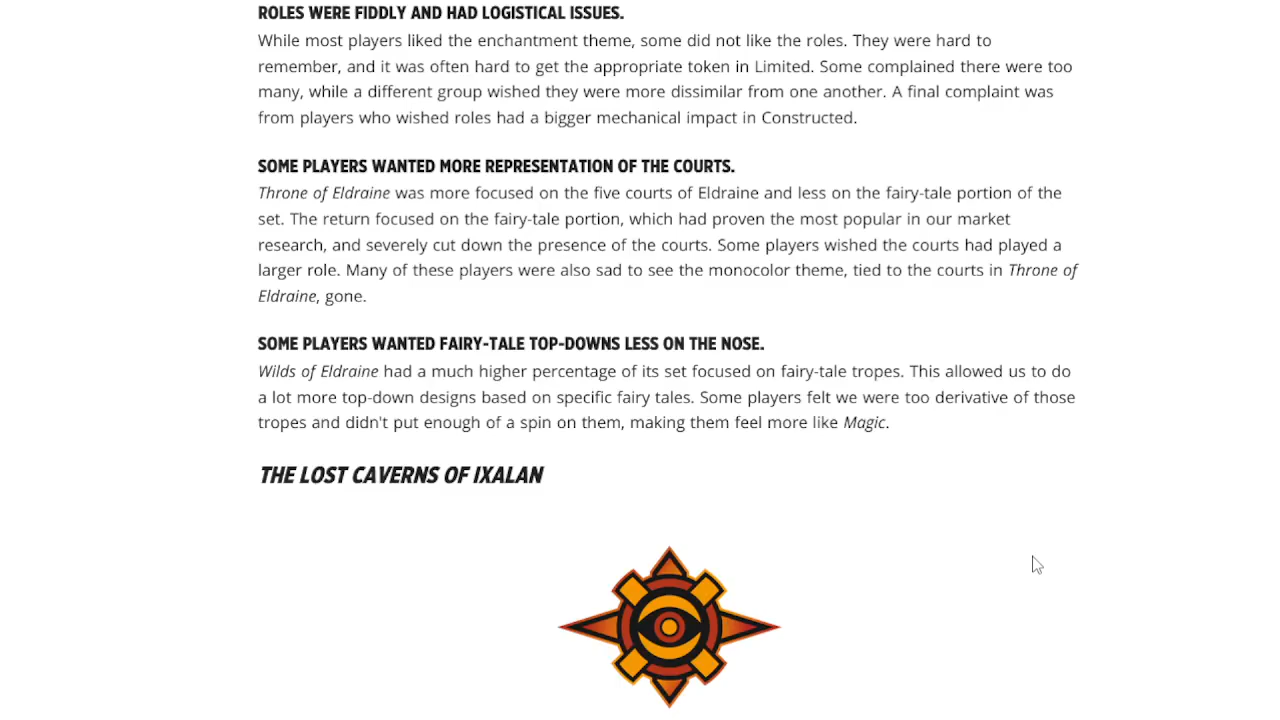 ROLES WERE FIDDLY AND HAD LOGISTICAL ISSUES.
While most players liked the enchantment theme, some did not like the roles. They were hard to
remember, and it was often hard to get the appropriate token in Limited. Some complained there were too
many, while a different group wished they were more dissimilar from one another. A final complaint was
from players who wished roles had a bigger mechanical impact in Constructed.
SOME PLAYERS WANTED MORE REPRESENTATION OF THE COURTS.
Throne of Eldraine was more focused on the five courts of Eldraine and less on the fairy-tale portion of the
set. The return focused on the fairy-tale portion, which had proven the most popular in our market
research, and severely cut down the presence of the courts. Some players wished the courts had played a
larger role. Many of these players were also sad to see the monocolor theme, tied to the courts in Throne of
Eldraine, gone.
SOME PLAYERS WANTED FAIRY-TALE TOP-DOWNS LESS ON THE NOSE.
Wilds of Eldraine had a much higher percentage of its set focused on fairy-tale tropes. This allowed us to do
a lot more top-down designs based on specific fairy tales. Some players felt we were too derivative of those
tropes and didn't put enough of a spin on them, making them feel more like Magic.
THE LOST CAVERNS OF IXALAN